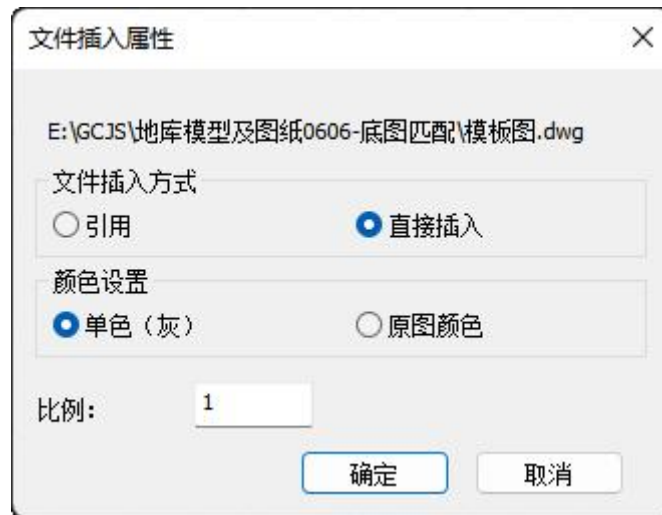 文件插入属性
E:\GCJS\地库模型及图纸0606-底图匹配\模板图.dwg
文件插入方式
引用 直接插入
颜色设置
单色（灰） 原图颜色
比例： 1
确定 取消